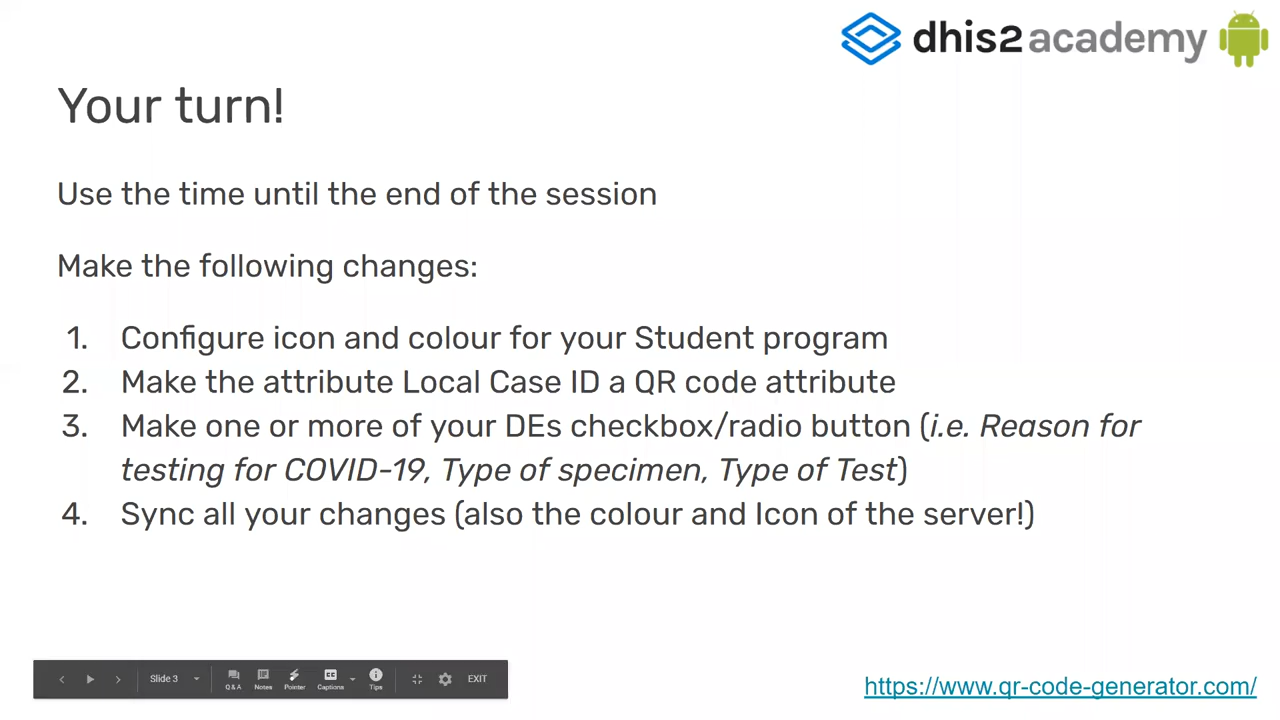 dhis2 academy
Your turn!
Use the time until the end of the session
Make the following changes:
1. Configure icon and colour for your Student program
2. Make the attribute Local Case ID a QR code attribute
3. Make one or more of your DEs checkbox/radio button (i.e. Reason for
testing for COVID-19, Type of specimen, Type of Test)
4. Sync all your changes (also the colour and Icon of the server!)
Slide 3
Q&A Notes Pointer Captions Tips EXIT
https://www.qr-code-generator.com/